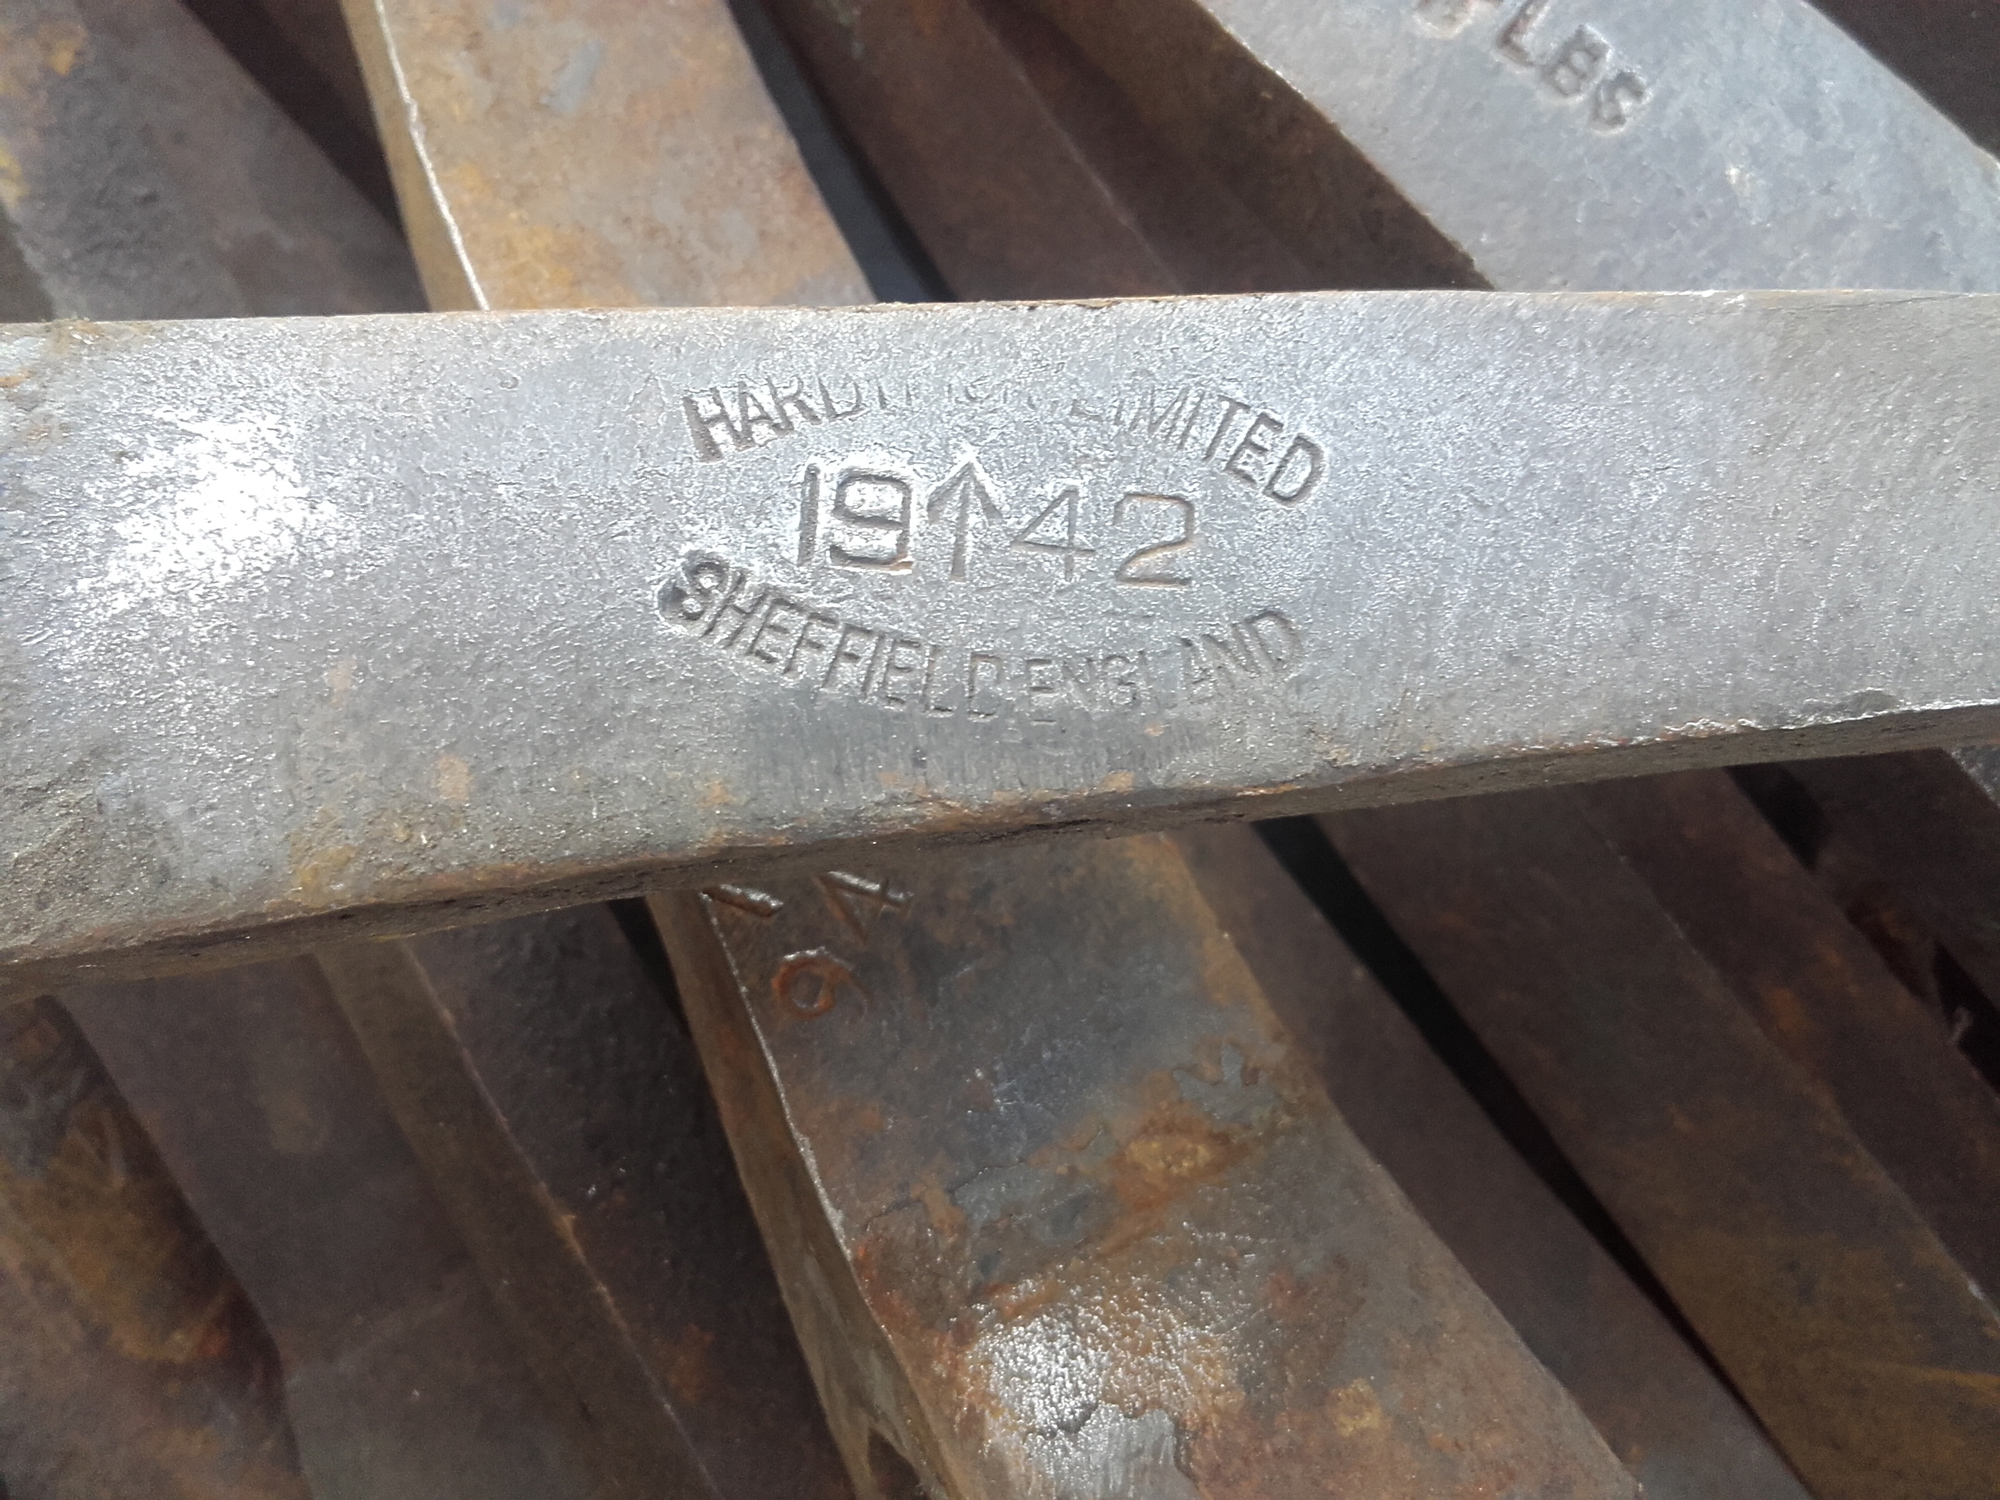 LBS
LIMITED
19↑42
SHEFFIELD ENGLAND